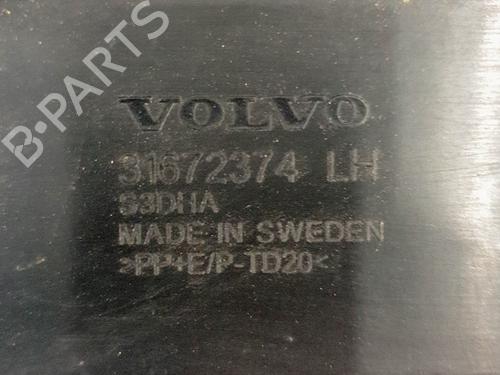 B-PARTS
VOLVO
31672374 LH
S3DHA
MADE IN SWEDEN
>PP+E/P-TD20<